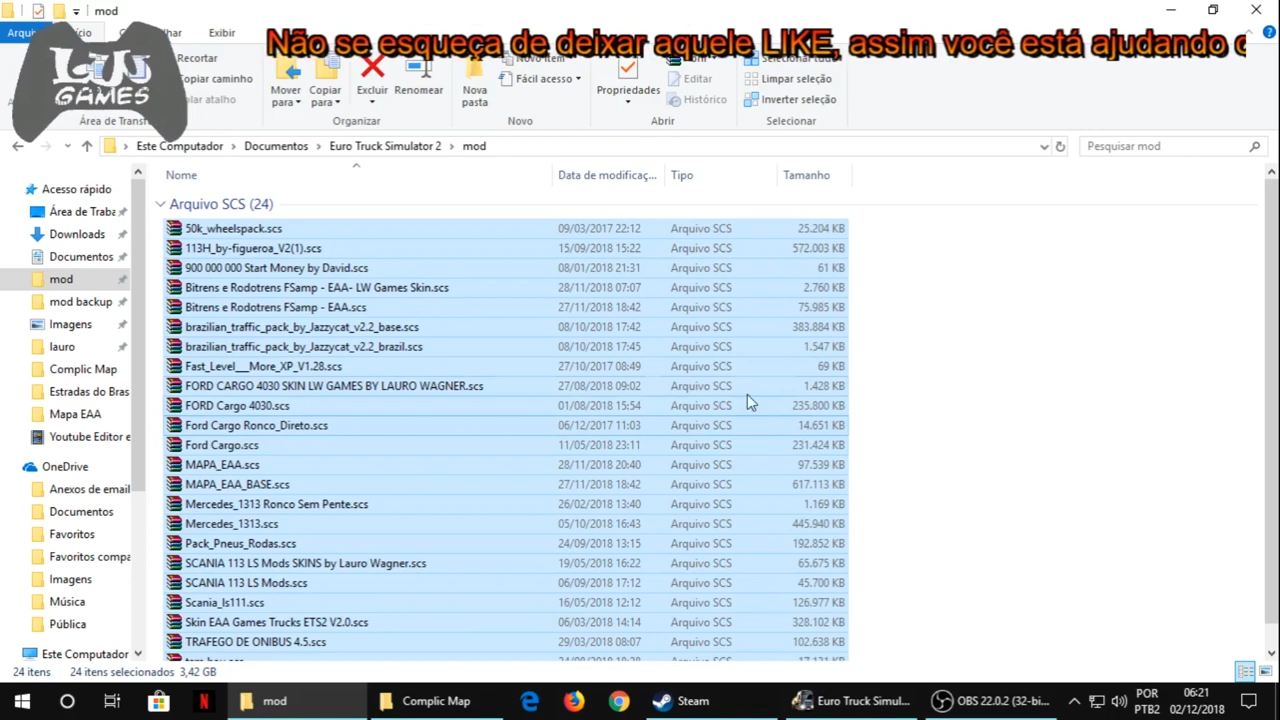 mod
Arqui
Exibir
Não se esqueça de deixar aquele LIKE, assim você está ajudando
LW
GAMES
Recortar
Copiar caminho
Área de Transf
Mover para
Copiar para
Excluir
Renomear
Organizar
Nova pasta
Fácil acesso
Novo
Propriedades
Editar
Histórico
Abrir
Limpar seleção
Inverter seleção
Selecionar
Este Computador > Documentos > Euro Truck Simulator 2 > mod
Pesquisar mod
Nome Data de modificaç... Tipo Tamanho
Arquivo SCS (24)
50k_wheelspack.scs 09/03/2017 22:12 Arquivo SCS 25.204 KB
113H_by-figueroa_V2(1).scs 15/09/2018 15:22 Arquivo SCS 572.003 KB
900 000 000 Start Money by David.scs 08/01/2018 21:31 Arquivo SCS 61 KB
Bitrens e Rodotrens FSamp - EAA- LW Games Skin.scs 28/11/2018 07:07 Arquivo SCS 2.760 KB
Bitrens e Rodotrens FSamp - EAA.scs 27/11/2018 18:42 Arquivo SCS 75.985 KB
brazilian_traffic_pack_by_Jazzycat_v2.2_base.scs 08/10/2018 17:42 Arquivo SCS 383.884 KB
brazilian_traffic_pack_by_Jazzycat_v2.2_brazil.scs 08/10/2018 17:45 Arquivo SCS 1.547 KB
Fast_Level__More_XP_V1.28.scs 27/10/2017 08:49 Arquivo SCS 69 KB
FORD CARGO 4030 SKIN LW GAMES BY LAURO WAGNER.scs 27/08/2018 09:02 Arquivo SCS 1.428 KB
FORD Cargo 4030.scs 01/08/2018 15:54 Arquivo SCS 235.800 KB
Ford Cargo Ronco_Direto.scs 06/12/2017 11:03 Arquivo SCS 14.651 KB
Ford Cargo.scs 11/05/2018 23:11 Arquivo SCS 231.424 KB
MAPA_EAA.scs 28/11/2018 20:40 Arquivo SCS 97.539 KB
MAPA_EAA_BASE.scs 27/11/2018 18:42 Arquivo SCS 617.113 KB
Mercedes_1313 Ronco Sem Pente.scs 26/02/2018 13:40 Arquivo SCS 1.169 KB
Mercedes_1313.scs 05/10/2018 16:43 Arquivo SCS 445.940 KB
Pack_Pneus_Rodas.scs 24/09/2018 13:15 Arquivo SCS 192.852 KB
SCANIA 113 LS Mods SKINS by Lauro Wagner.scs 19/05/2018 16:22 Arquivo SCS 65.675 KB
SCANIA 113 LS Mods.scs 06/09/2018 17:12 Arquivo SCS 45.700 KB
Scania_ls111.scs 16/05/2018 12:12 Arquivo SCS 126.977 KB
Skin EAA Games Trucks ETS2 V2.0.scs 06/03/2018 14:14 Arquivo SCS 328.102 KB
TRAFEGO DE ONIBUS 4.5.scs 29/03/2018 08:07 Arquivo SCS 102.638 KB
Acesso rápido
Área de Traba
Downloads
Documentos
mod
mod backup
Imagens
lauro
Complic Map
Estradas do Bras
Mapa EAA
Youtube Editor e
OneDrive
Anexos de email
Documentos
Favoritos
Favoritos compa
Imagens
Música
Pública
Este Computador
24 itens 24 itens selecionados 3,42 GB
mod
Complic Map
Steam
Euro Truck Simul...
OBS 22.0.2 (32-bi...
POR
PTB2
06:21
02/12/2018